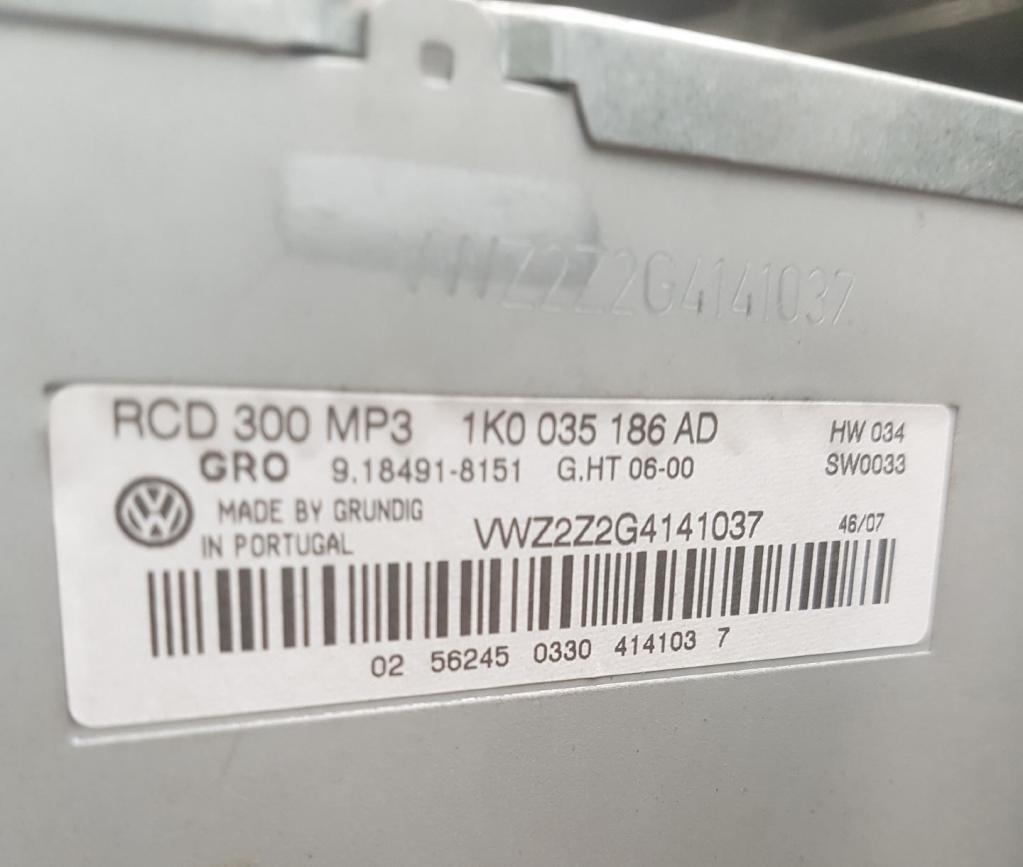 VWZ2Z2G4141037
RCD 300 MP3 1K0 035 186 AD HW 034
GRO 9.18491-8151 G.HT 06-00 SW0033
MADE BY GRUNDIG
IN PORTUGAL VWZ2Z2G4141037 46/07
02 56245 0330 414103 7